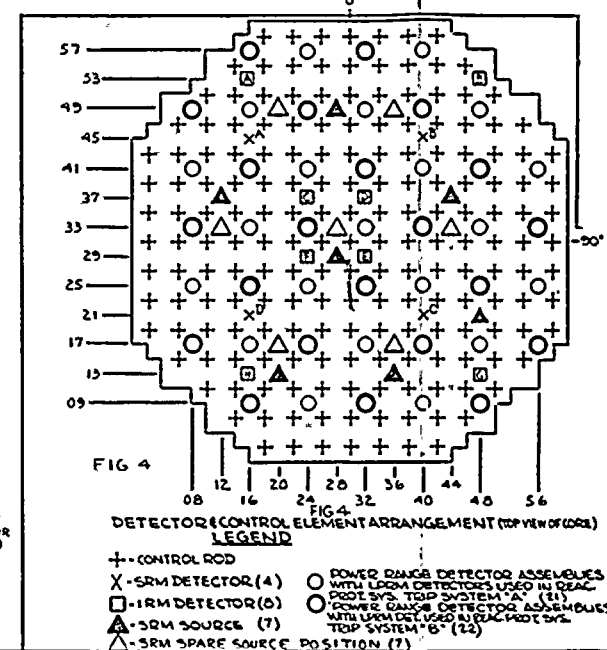 57
53
49
45
41
37
33
29
25
21
17
13
09
A
B
D
C
90°
FIG 4
08 12 16 20 24 28 32 36 40 44 48 56
FIG 4
DETECTOR & CONTROL ELEMENT ARRANGEMENT (TOP VIEW OF CORE)
LEGEND
+ - CONTROL ROD
X - SRM DETECTOR (4)
- IRM DETECTOR (8)
- SRM SOURCE (7)
- SRM SPARE SOURCE POSITION (7)
POWER RANGE DETECTOR ASSEMBLIES
WITH LPRM DETECTORS USED IN REAC.
PROT. SYS. TRIP SYSTEM "A" (21)
POWER RANGE DETECTOR ASSEMBLIES
WITH LPRM DET. USED IN REAC. PROT. SYS.
TRIP SYSTEM "B" (22)